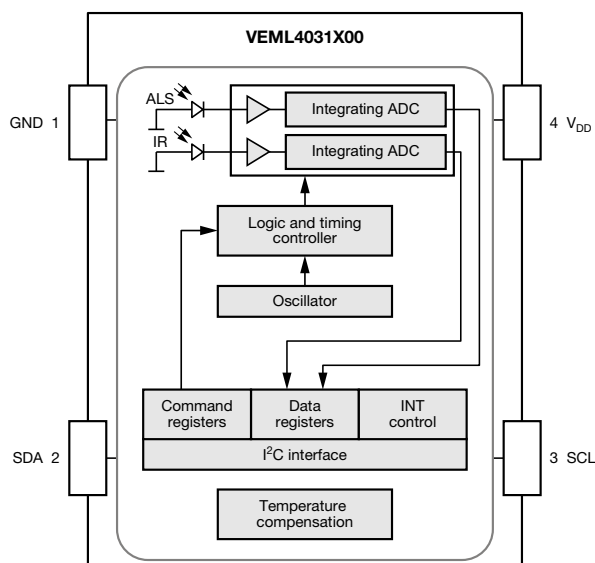 VEML4031X00
ALS
Integrating ADC
GND 1
4 V_DD
IR
Integrating ADC
Logic and timing
controller
Oscillator
Command
registers
Data
registers
INT
control
SDA 2
I²C interface
3 SCL
Temperature
compensation